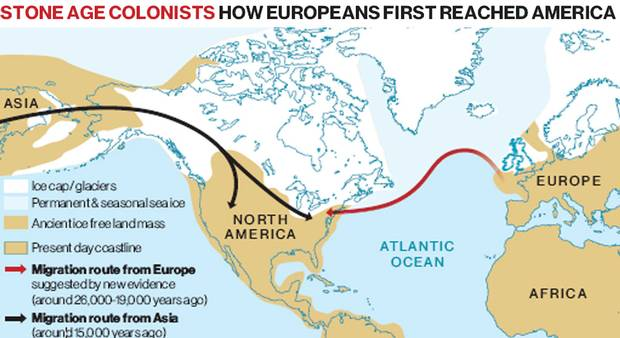 STONE AGE COLONISTS HOW EUROPEANS FIRST REACHED AMERICA
ASIA
EUROPE
NORTH
AMERICA
ATLANTIC
OCEAN
AFRICA
Ice cap/glaciers
Permanent & seasonal sea ice
Ancient ice free land mass
Present day coastline
Migration route from Europe
suggested by new evidence
(around 26,000-19,000 years ago)
Migration route from Asia
(around 15,000 years ago)